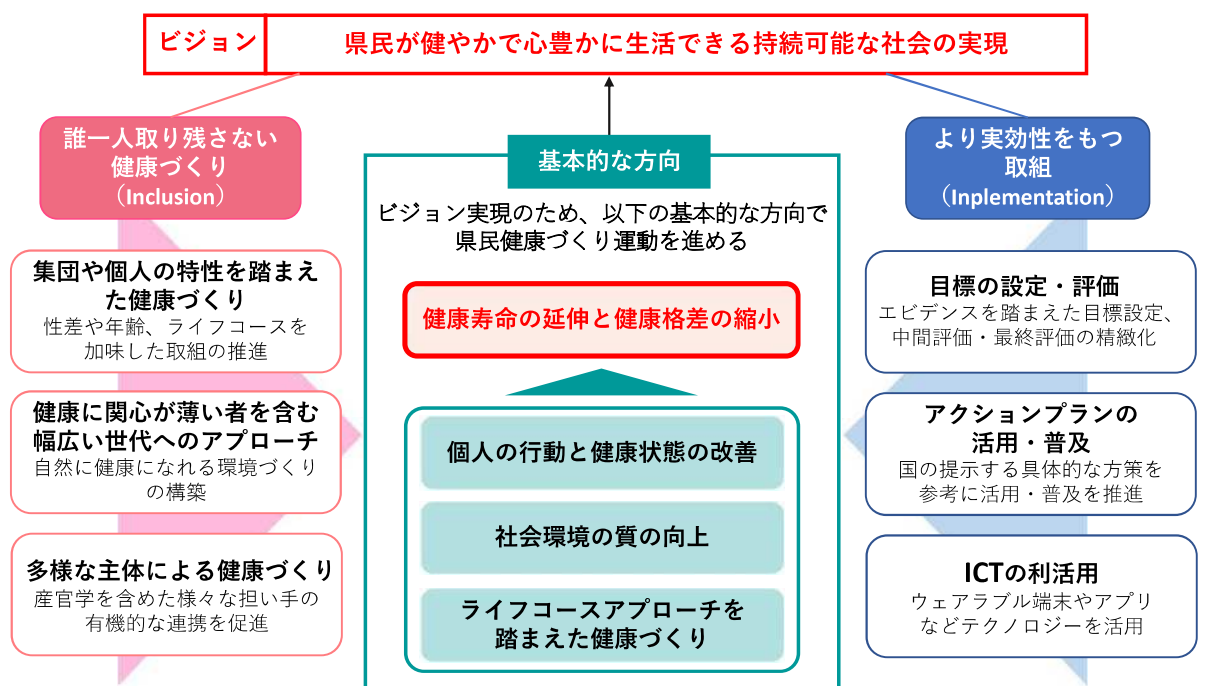 ビジョン
県民が健やかで心豊かに生活できる持続可能な社会の実現
誰一人取り残さない
健康づくり
(Inclusion)
集団や個人の特性を踏まえ
た健康づくり
性差や年齢、ライフコースを
加味した取組の推進
健康に関心が薄い者を含む
幅広い世代へのアプローチ
自然に健康になれる環境づくり
の構築
多様な主体による健康づくり
産官学を含めた様々な担い手の
有機的な連携を促進
基本的な方向
ビジョン実現のため、以下の基本的な方向で
県民健康づくり運動を進める
健康寿命の延伸と健康格差の縮小
個人の行動と健康状態の改善
社会環境の質の向上
ライフコースアプローチを
踏まえた健康づくり
より実効性をもつ
取組
(Inplementation)
目標の設定・評価
エビデンスを踏まえた目標設定、
中間評価・最終評価の精緻化
アクションプランの
活用・普及
国の提示する具体的な方策を
参考に活用・普及を推進
ICTの利活用
ウェアラブル端末やアプリ
などテクノロジーを活用